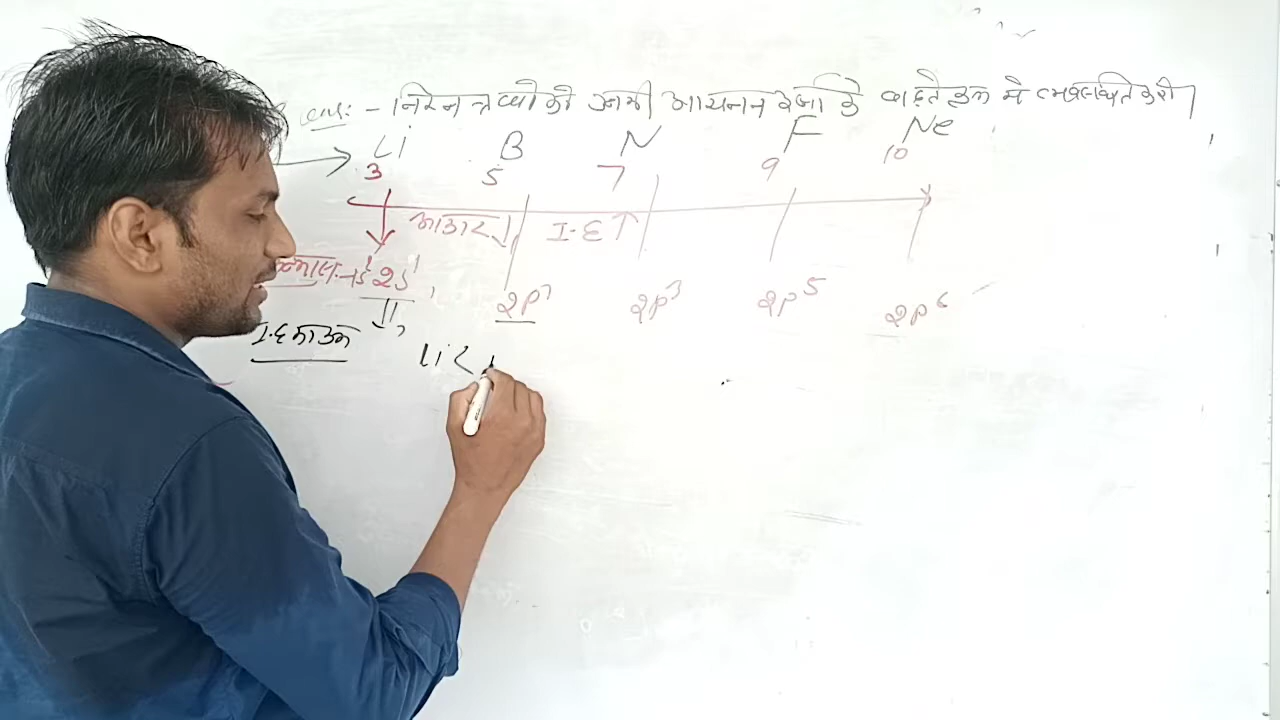 :- निम्न तत्वों को उनकी आयनन ऊर्जा के बढ़ते क्रम में व्यवस्थित करो।
Li B N F Ne
3 5 7 9 10
आकार ↓ I.E ↑
2s¹, 2p¹ 2p³ 2p⁵ 2p⁶
I.E का क्रम
Li <